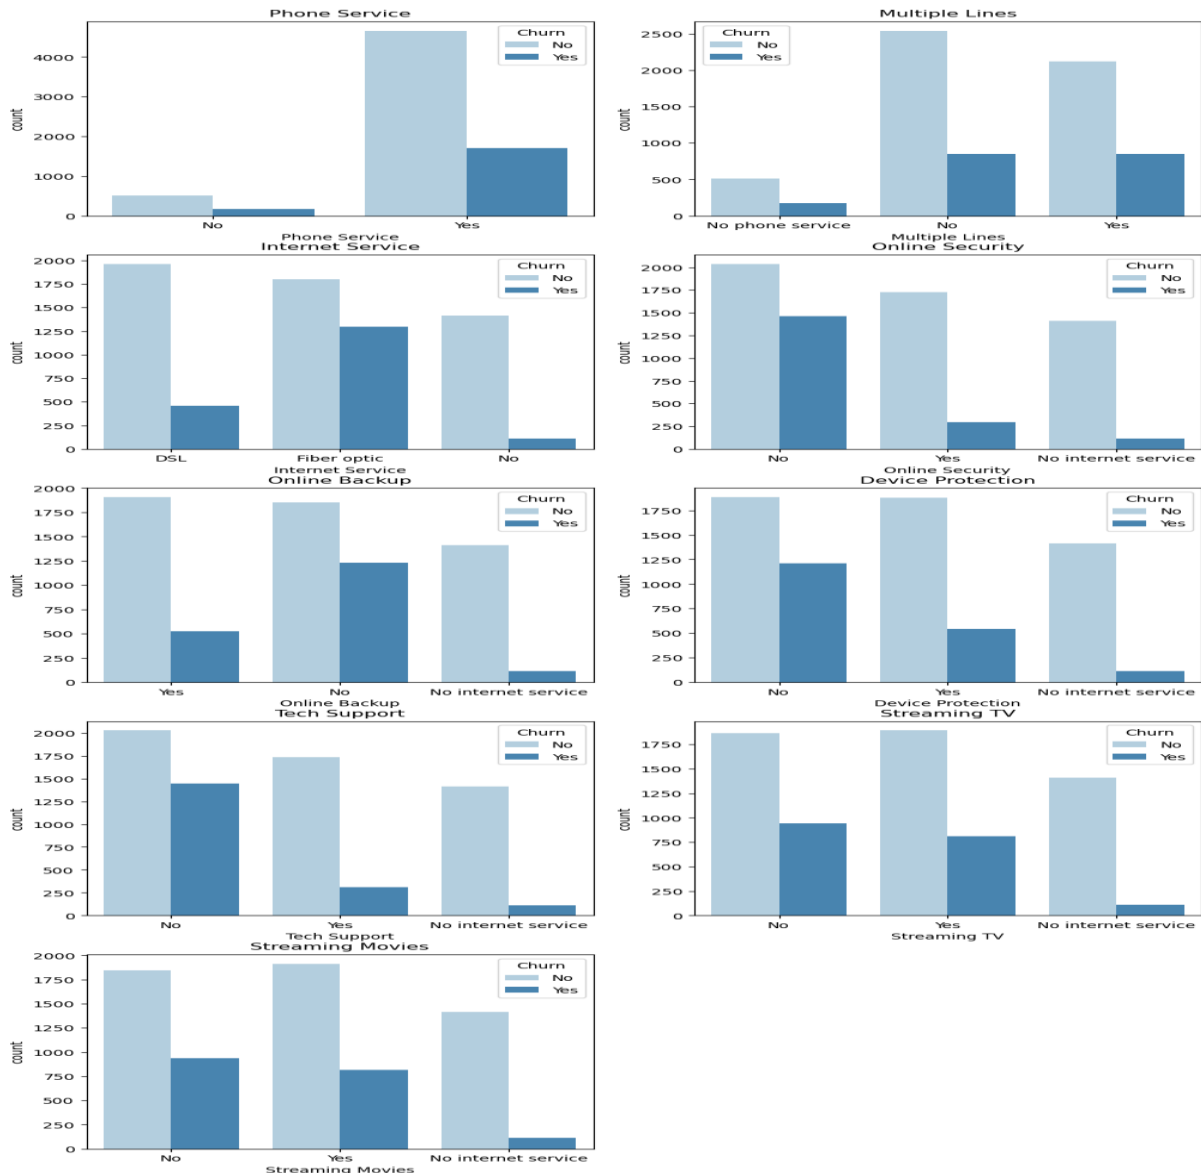 Phone Service
4000
3000
2000
1000
0
count
Churn
No
Yes
No Yes
Phone Service
Multiple Lines
2500
2000
1500
1000
500
0
count
Churn
No
Yes
No phone service No Yes
Multiple Lines
Internet Service
2000
1750
1500
1250
1000
750
500
250
0
count
Churn
No
Yes
DSL Fiber optic No
Internet Service
Online Security
2000
1750
1500
1250
1000
750
500
250
0
count
Churn
No
Yes
No Yes No internet service
Online Security
Online Backup
2000
1750
1500
1250
1000
750
500
250
0
count
Churn
No
Yes
Yes No No internet service
Online Backup
Device Protection
1750
1500
1250
1000
750
500
250
0
count
Churn
No
Yes
No Yes No internet service
Device Protection
Tech Support
2000
1750
1500
1250
1000
750
500
250
0
count
Churn
No
Yes
No Yes No internet service
Tech Support
Streaming TV
1750
1500
1250
1000
750
500
250
0
count
Churn
No
Yes
No Yes No internet service
Streaming TV
Streaming Movies
2000
1750
1500
1250
1000
750
500
250
0
count
Churn
No
Yes
No Yes No internet service
Streaming Movies